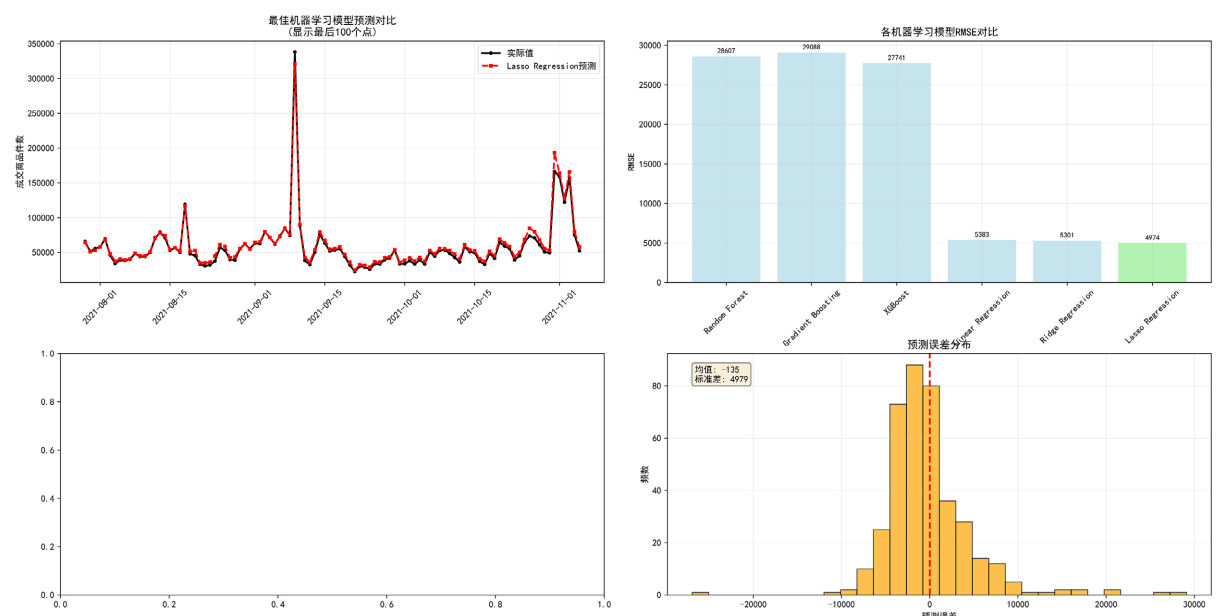 最佳机器学习模型预测对比
(显示最后100个点)
350000
300000
250000
200000
150000
100000
50000
成交商品件数
实际值
Lasso Regression预测
2021-08-01
2021-08-15
2021-09-01
2021-09-15
2021-10-01
2021-10-15
2021-11-01
各机器学习模型RMSE对比
30000
25000
20000
15000
10000
5000
0
RMSE
28607
29088
27741
5383
5301
4974
Random Forest
Gradient Boosting
XGBoost
Linear Regression
Ridge Regression
Lasso Regression
1.0
0.8
0.6
0.4
0.2
0.0
0.0
0.2
0.4
0.6
0.8
1.0
预测误差分布
均值: -135
标准差: 4979
80
60
40
20
0
频数
-20000
-10000
0
10000
20000
30000
预测误差